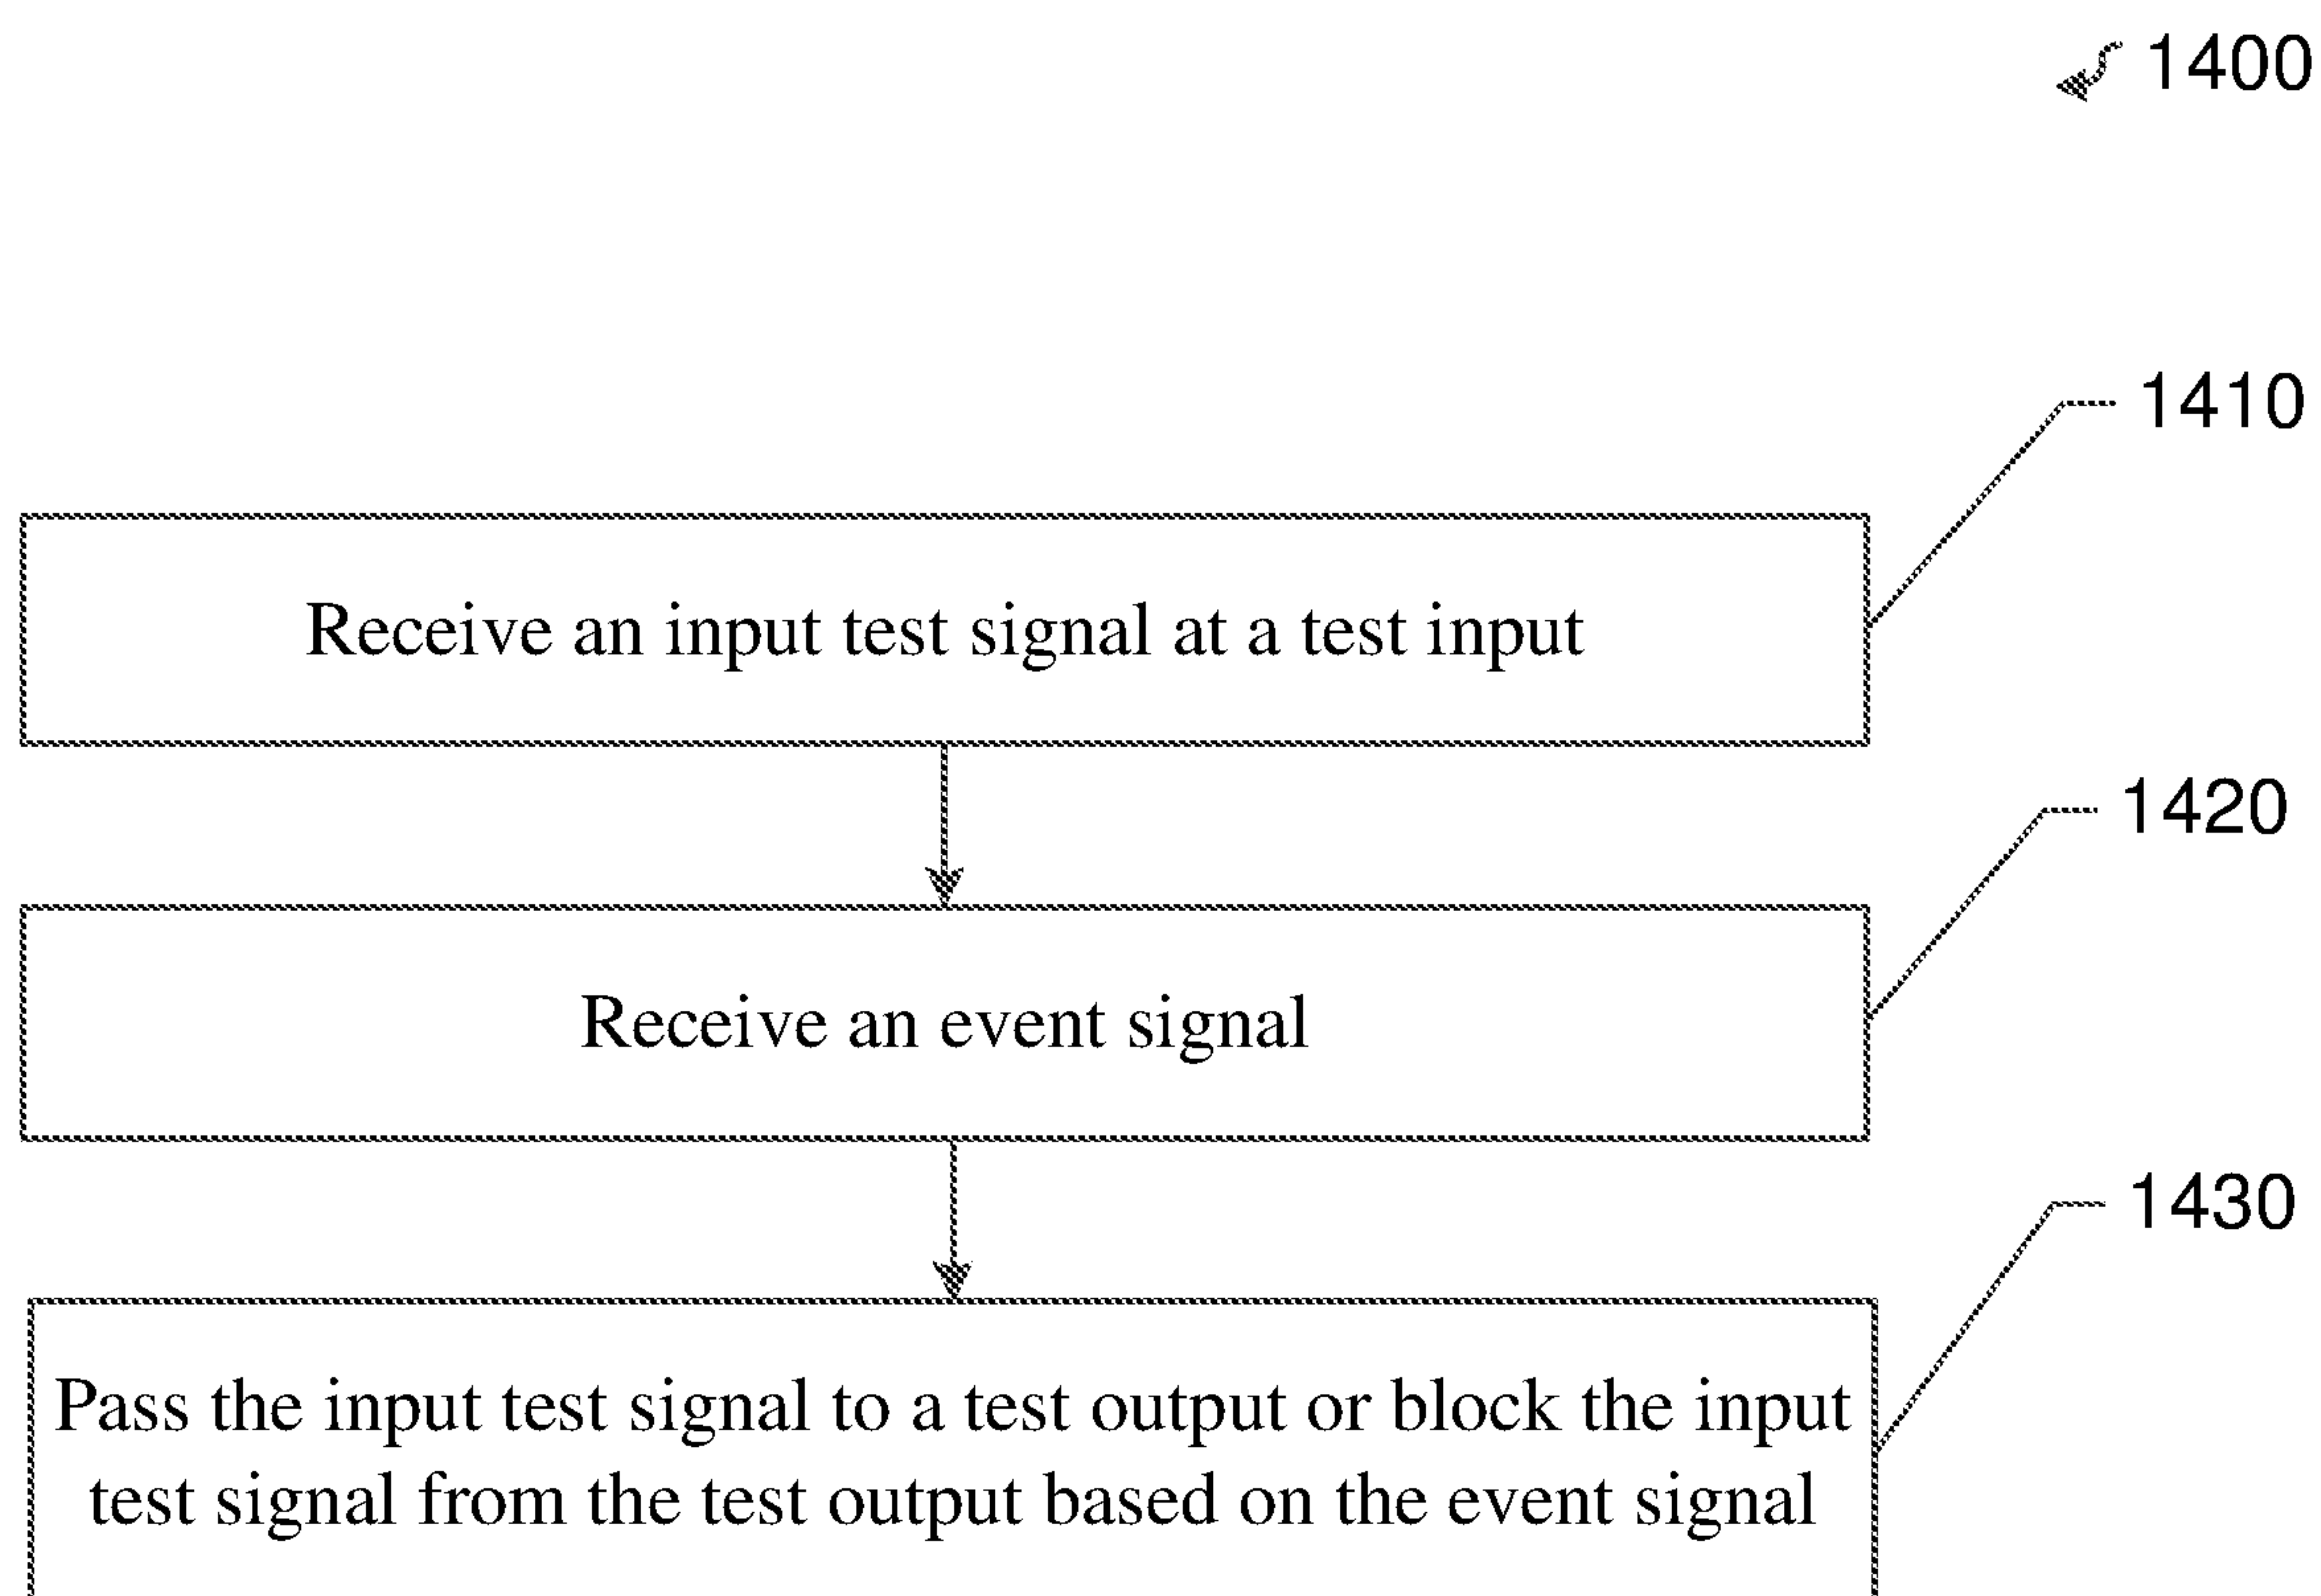 1400
1410
Receive an input test signal at a test input
1420
Receive an event signal
1430
Pass the input test signal to a test output or block the input
test signal from the test output based on the event signal